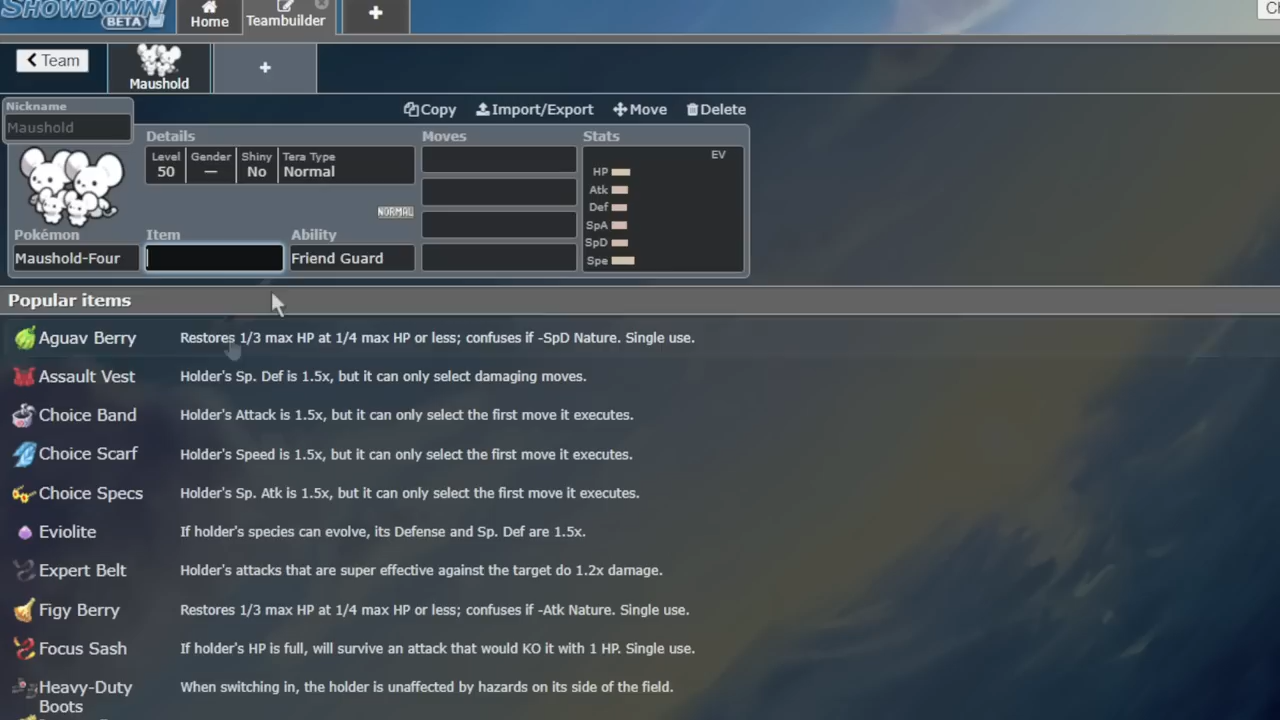 SHOWDOWN
BETA
Home
Teambuilder
+
Team
Maushold
+
Nickname
Maushold
Copy
Import/Export
Move
Delete
Details
Moves
Stats
Level
50
Gender
—
Shiny
No
Tera Type
Normal
EV
HP
Atk
Def
SpA
SpD
Spe
NORMAL
Pokémon
Item
Ability
Maushold-Four
Friend Guard
Popular items
Aguav Berry Restores 1/3 max HP at 1/4 max HP or less; confuses if -SpD Nature. Single use.
Assault Vest Holder's Sp. Def is 1.5x, but it can only select damaging moves.
Choice Band Holder's Attack is 1.5x, but it can only select the first move it executes.
Choice Scarf Holder's Speed is 1.5x, but it can only select the first move it executes.
Choice Specs Holder's Sp. Atk is 1.5x, but it can only select the first move it executes.
Eviolite If holder's species can evolve, its Defense and Sp. Def are 1.5x.
Expert Belt Holder's attacks that are super effective against the target do 1.2x damage.
Figy Berry Restores 1/3 max HP at 1/4 max HP or less; confuses if -Atk Nature. Single use.
Focus Sash If holder's HP is full, will survive an attack that would KO it with 1 HP. Single use.
Heavy-Duty When switching in, the holder is unaffected by hazards on its side of the field.
Boots